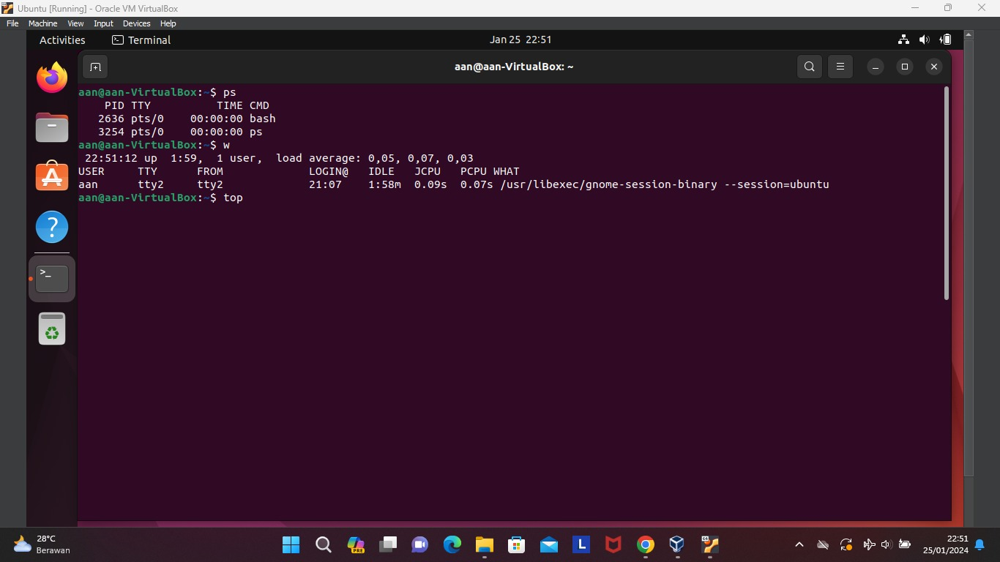 Ubuntu [Running] - Oracle VM VirtualBox
File Machine View Input Devices Help
Activities Terminal Jan 25 22:51
aan@aan-VirtualBox: ~
aan@aan-VirtualBox:~$ ps
PID TTY TIME CMD
2636 pts/0 00:00:00 bash
3254 pts/0 00:00:00 ps
aan@aan-VirtualBox:~$ w
22:51:12 up 1:59, 1 user, load average: 0,05, 0,07, 0,03
USER TTY FROM LOGIN@ IDLE JCPU PCPU WHAT
aan tty2 tty2 21:07 1:58m 0.09s 0.07s /usr/libexec/gnome-session-binary --session=ubuntu
aan@aan-VirtualBox:~$ top
28°C
Berawan
PRE
L
64
22:51
25/01/2024